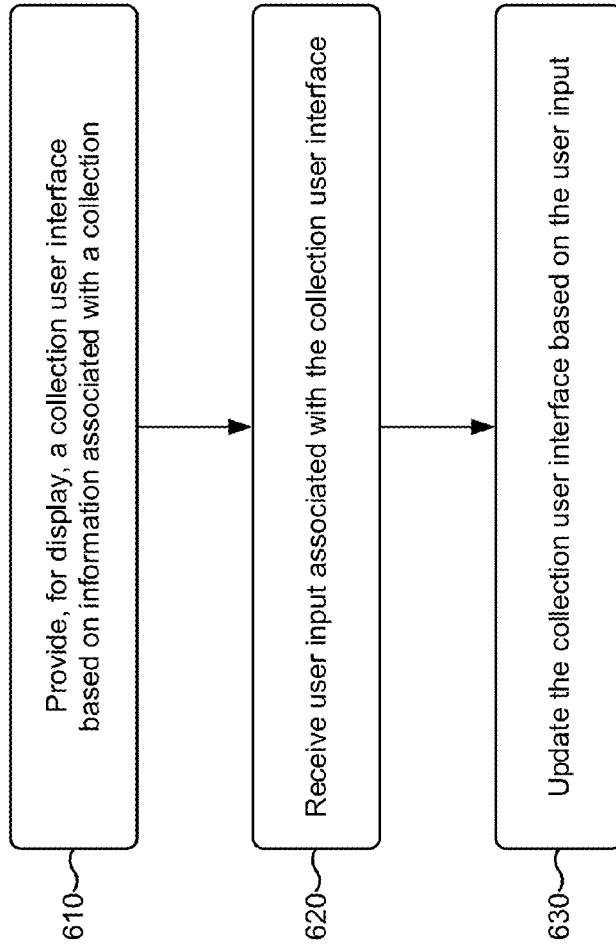 610
Provide, for display, a collection user interface
based on information associated with a collection
620
Receive user input associated with the collection user interface
630
Update the collection user interface based on the user input